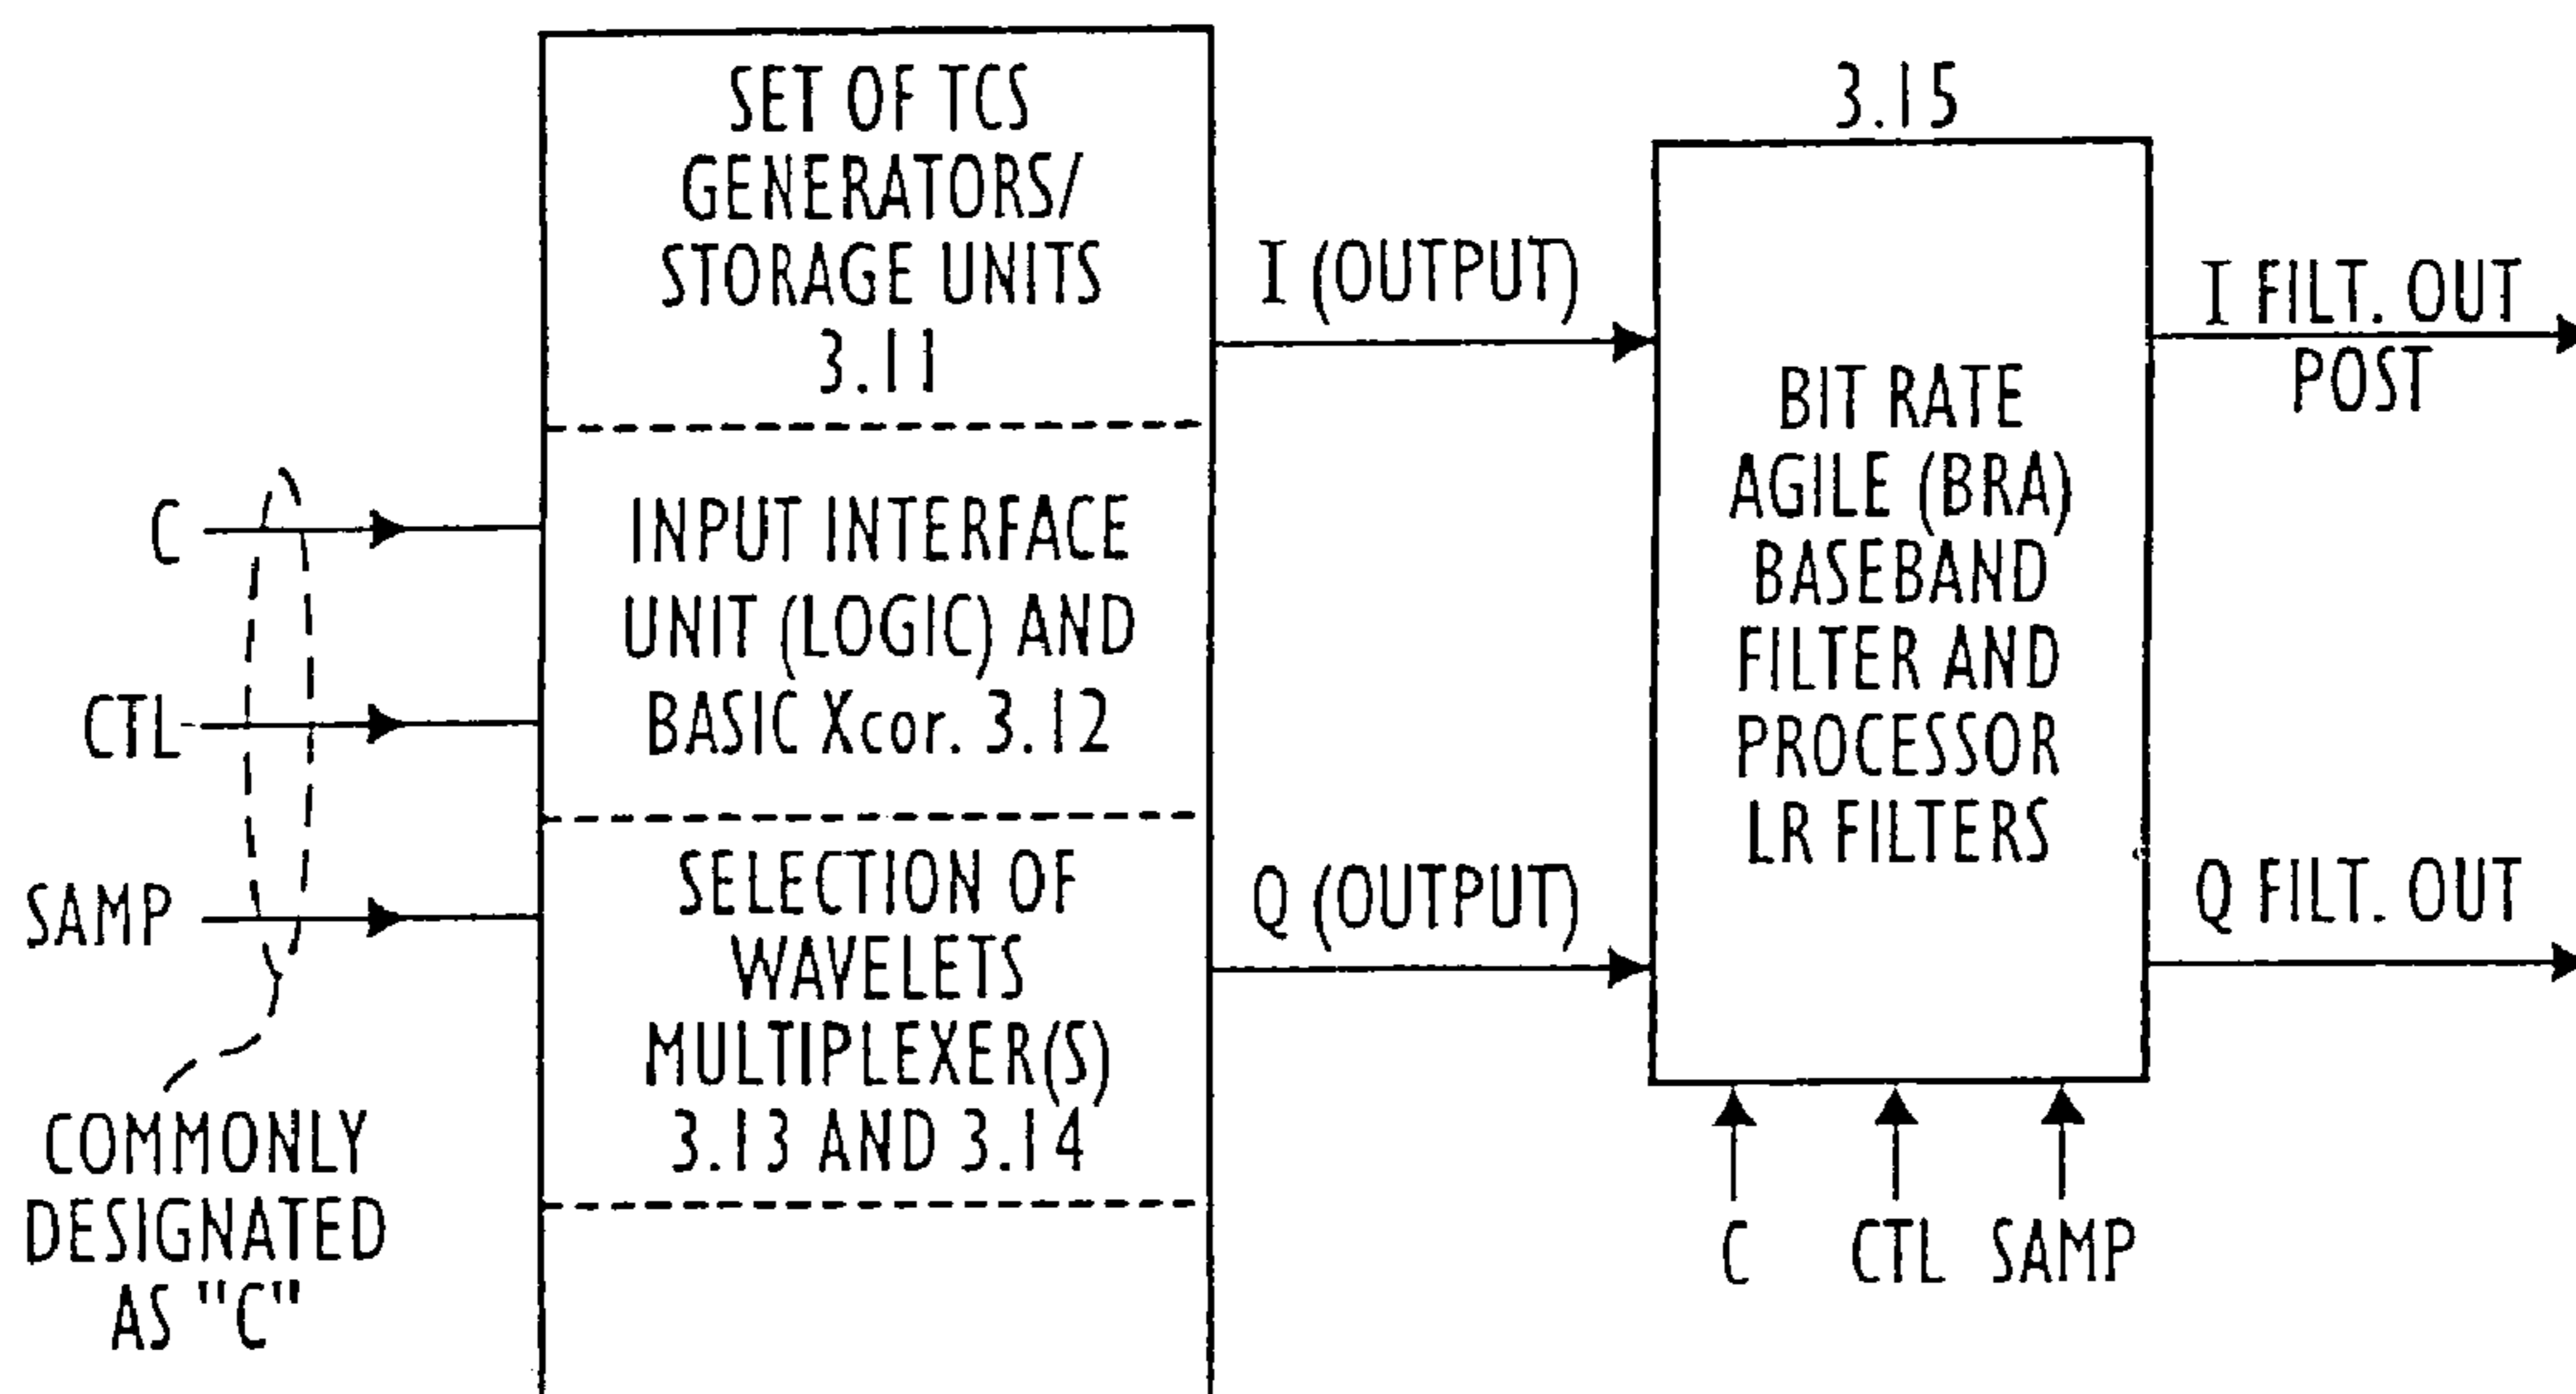 SET OF TCS
GENERATORS/
STORAGE UNITS
3.11
INPUT INTERFACE
UNIT (LOGIC) AND
BASIC Xcor. 3.12
SELECTION OF
WAVELETS
MULTIPLEXER(S)
3.13 AND 3.14
C
CTL
SAMP
COMMONLY
DESIGNATED
AS "C"
I (OUTPUT)
Q (OUTPUT)
3.15
BIT RATE
AGILE (BRA)
BASEBAND
FILTER AND
PROCESSOR
LR FILTERS
C CTL SAMP
I FILT. OUT
POST
Q FILT. OUT